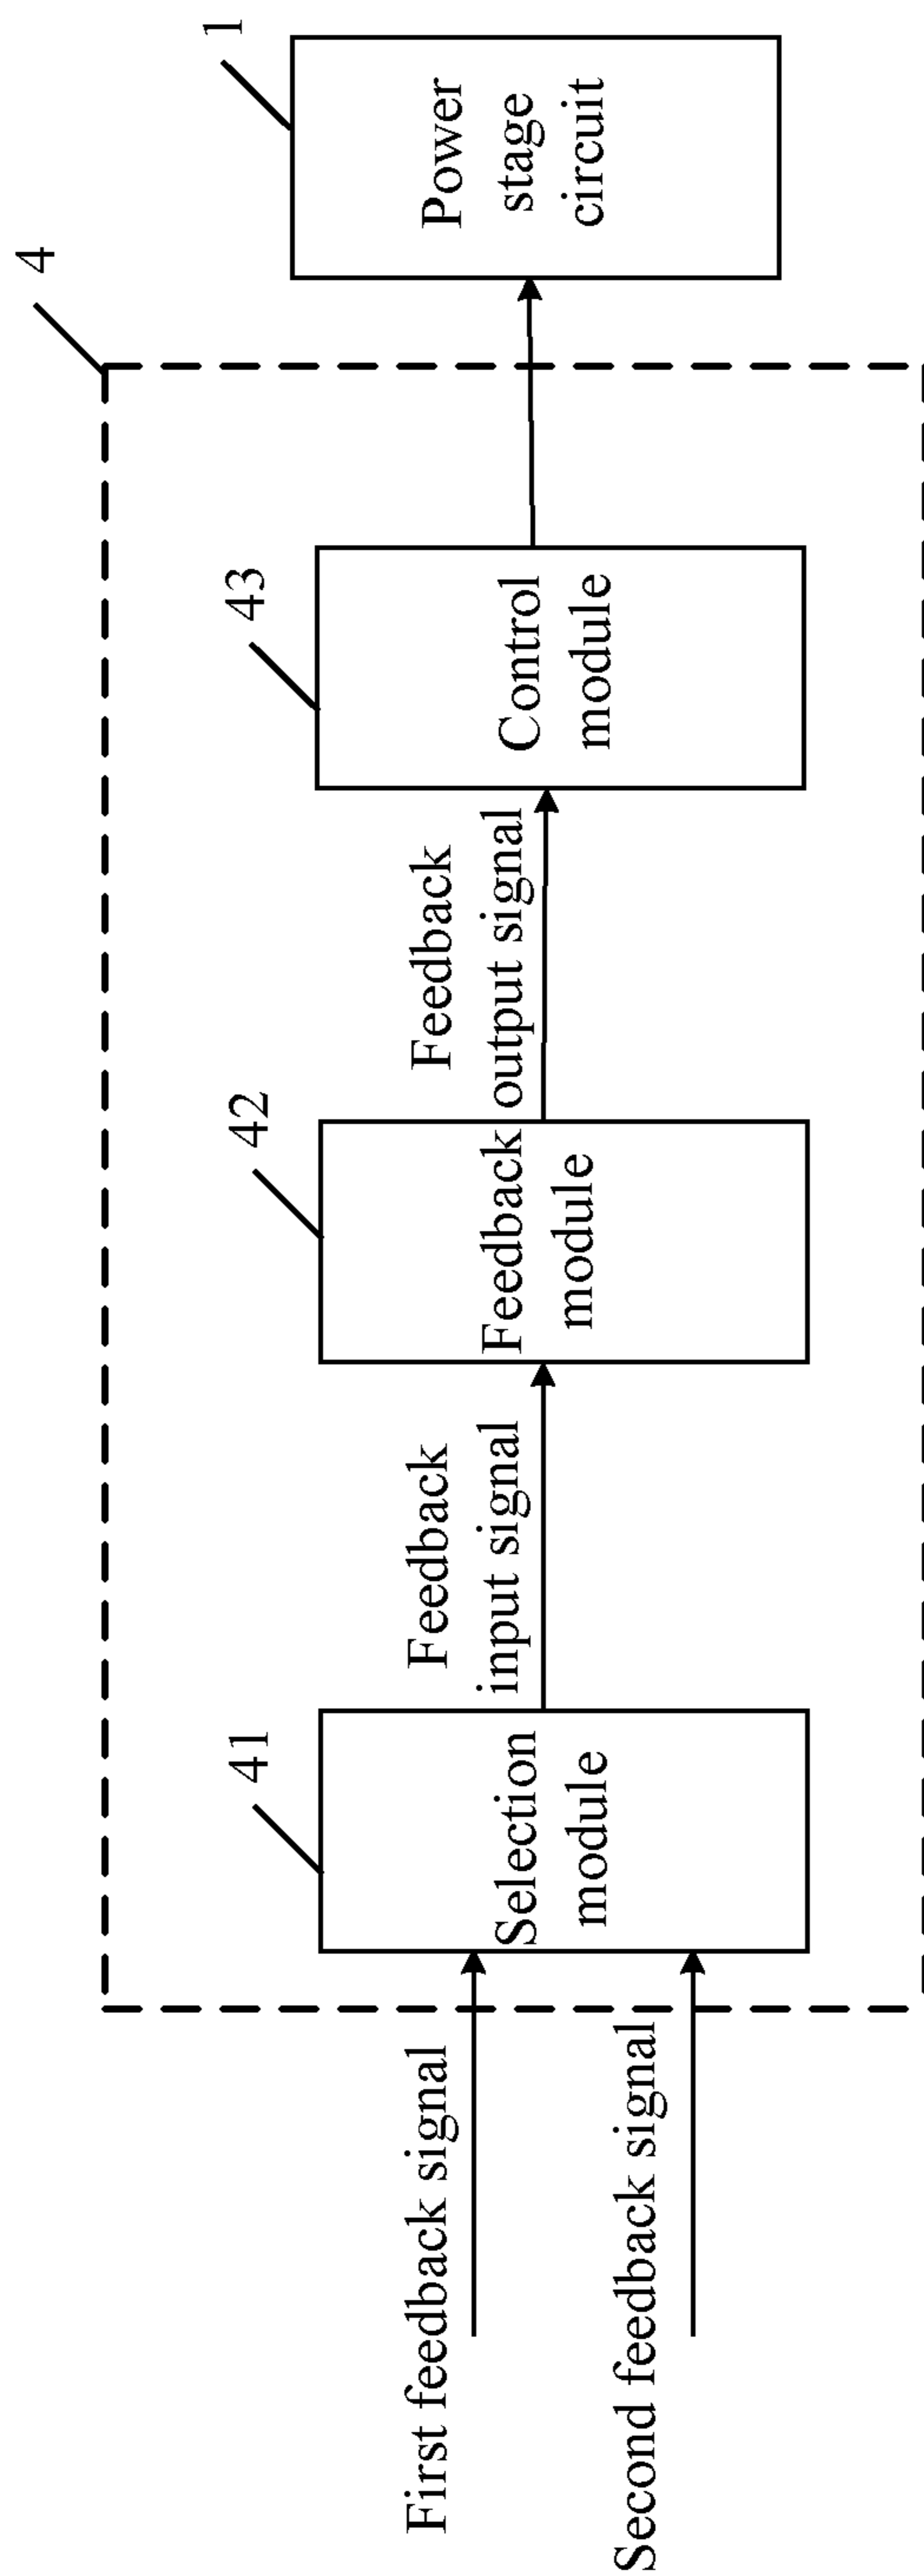 4
1
Power
stage
circuit
43
Control
module
Feedback
output signal
42
Feedback
module
Feedback
input signal
41
Selection
module
First feedback signal
Second feedback signal